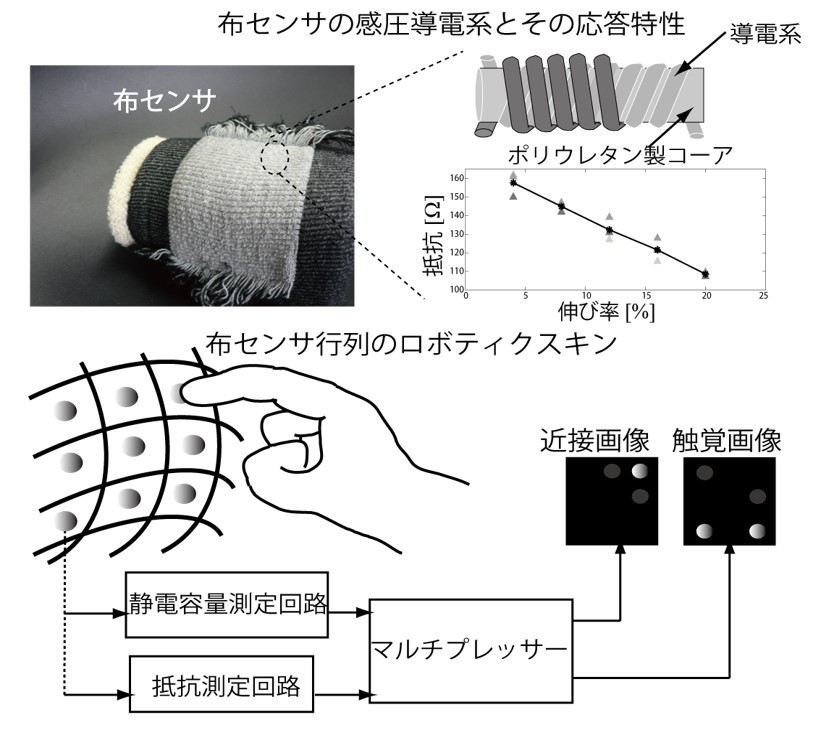 布センサの感圧導電系とその応答特性
導電系
布センサ
ポリウレタン製コーア
抵抗 [Ω]
160
150
140
130
120
110
100
0
5
10
15
20
25
伸び率 [%]
布センサ行列のロボティクスキン
近接画像
触覚画像
静電容量測定回路
マルチプレッサー
抵抗測定回路